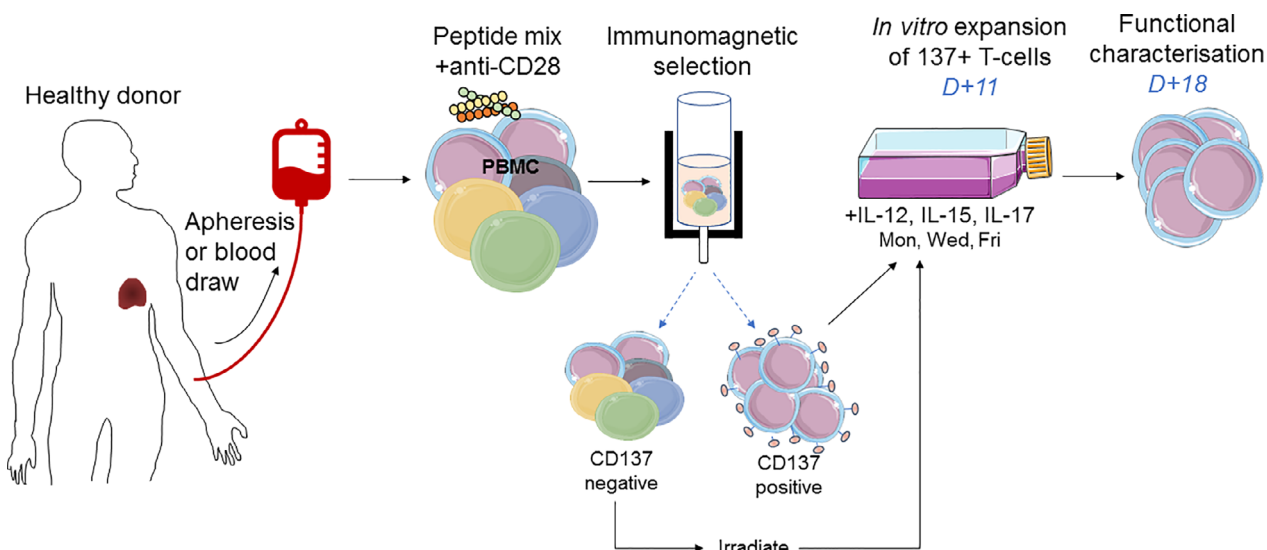 Healthy donor
Apheresis
or blood
draw
Peptide mix
+anti-CD28
PBMC
Immunomagnetic
selection
CD137
negative
CD137
positive
Irradiate
In vitro expansion
of 137+ T-cells
D+11
+IL-12, IL-15, IL-17
Mon, Wed, Fri
Functional
characterisation
D+18